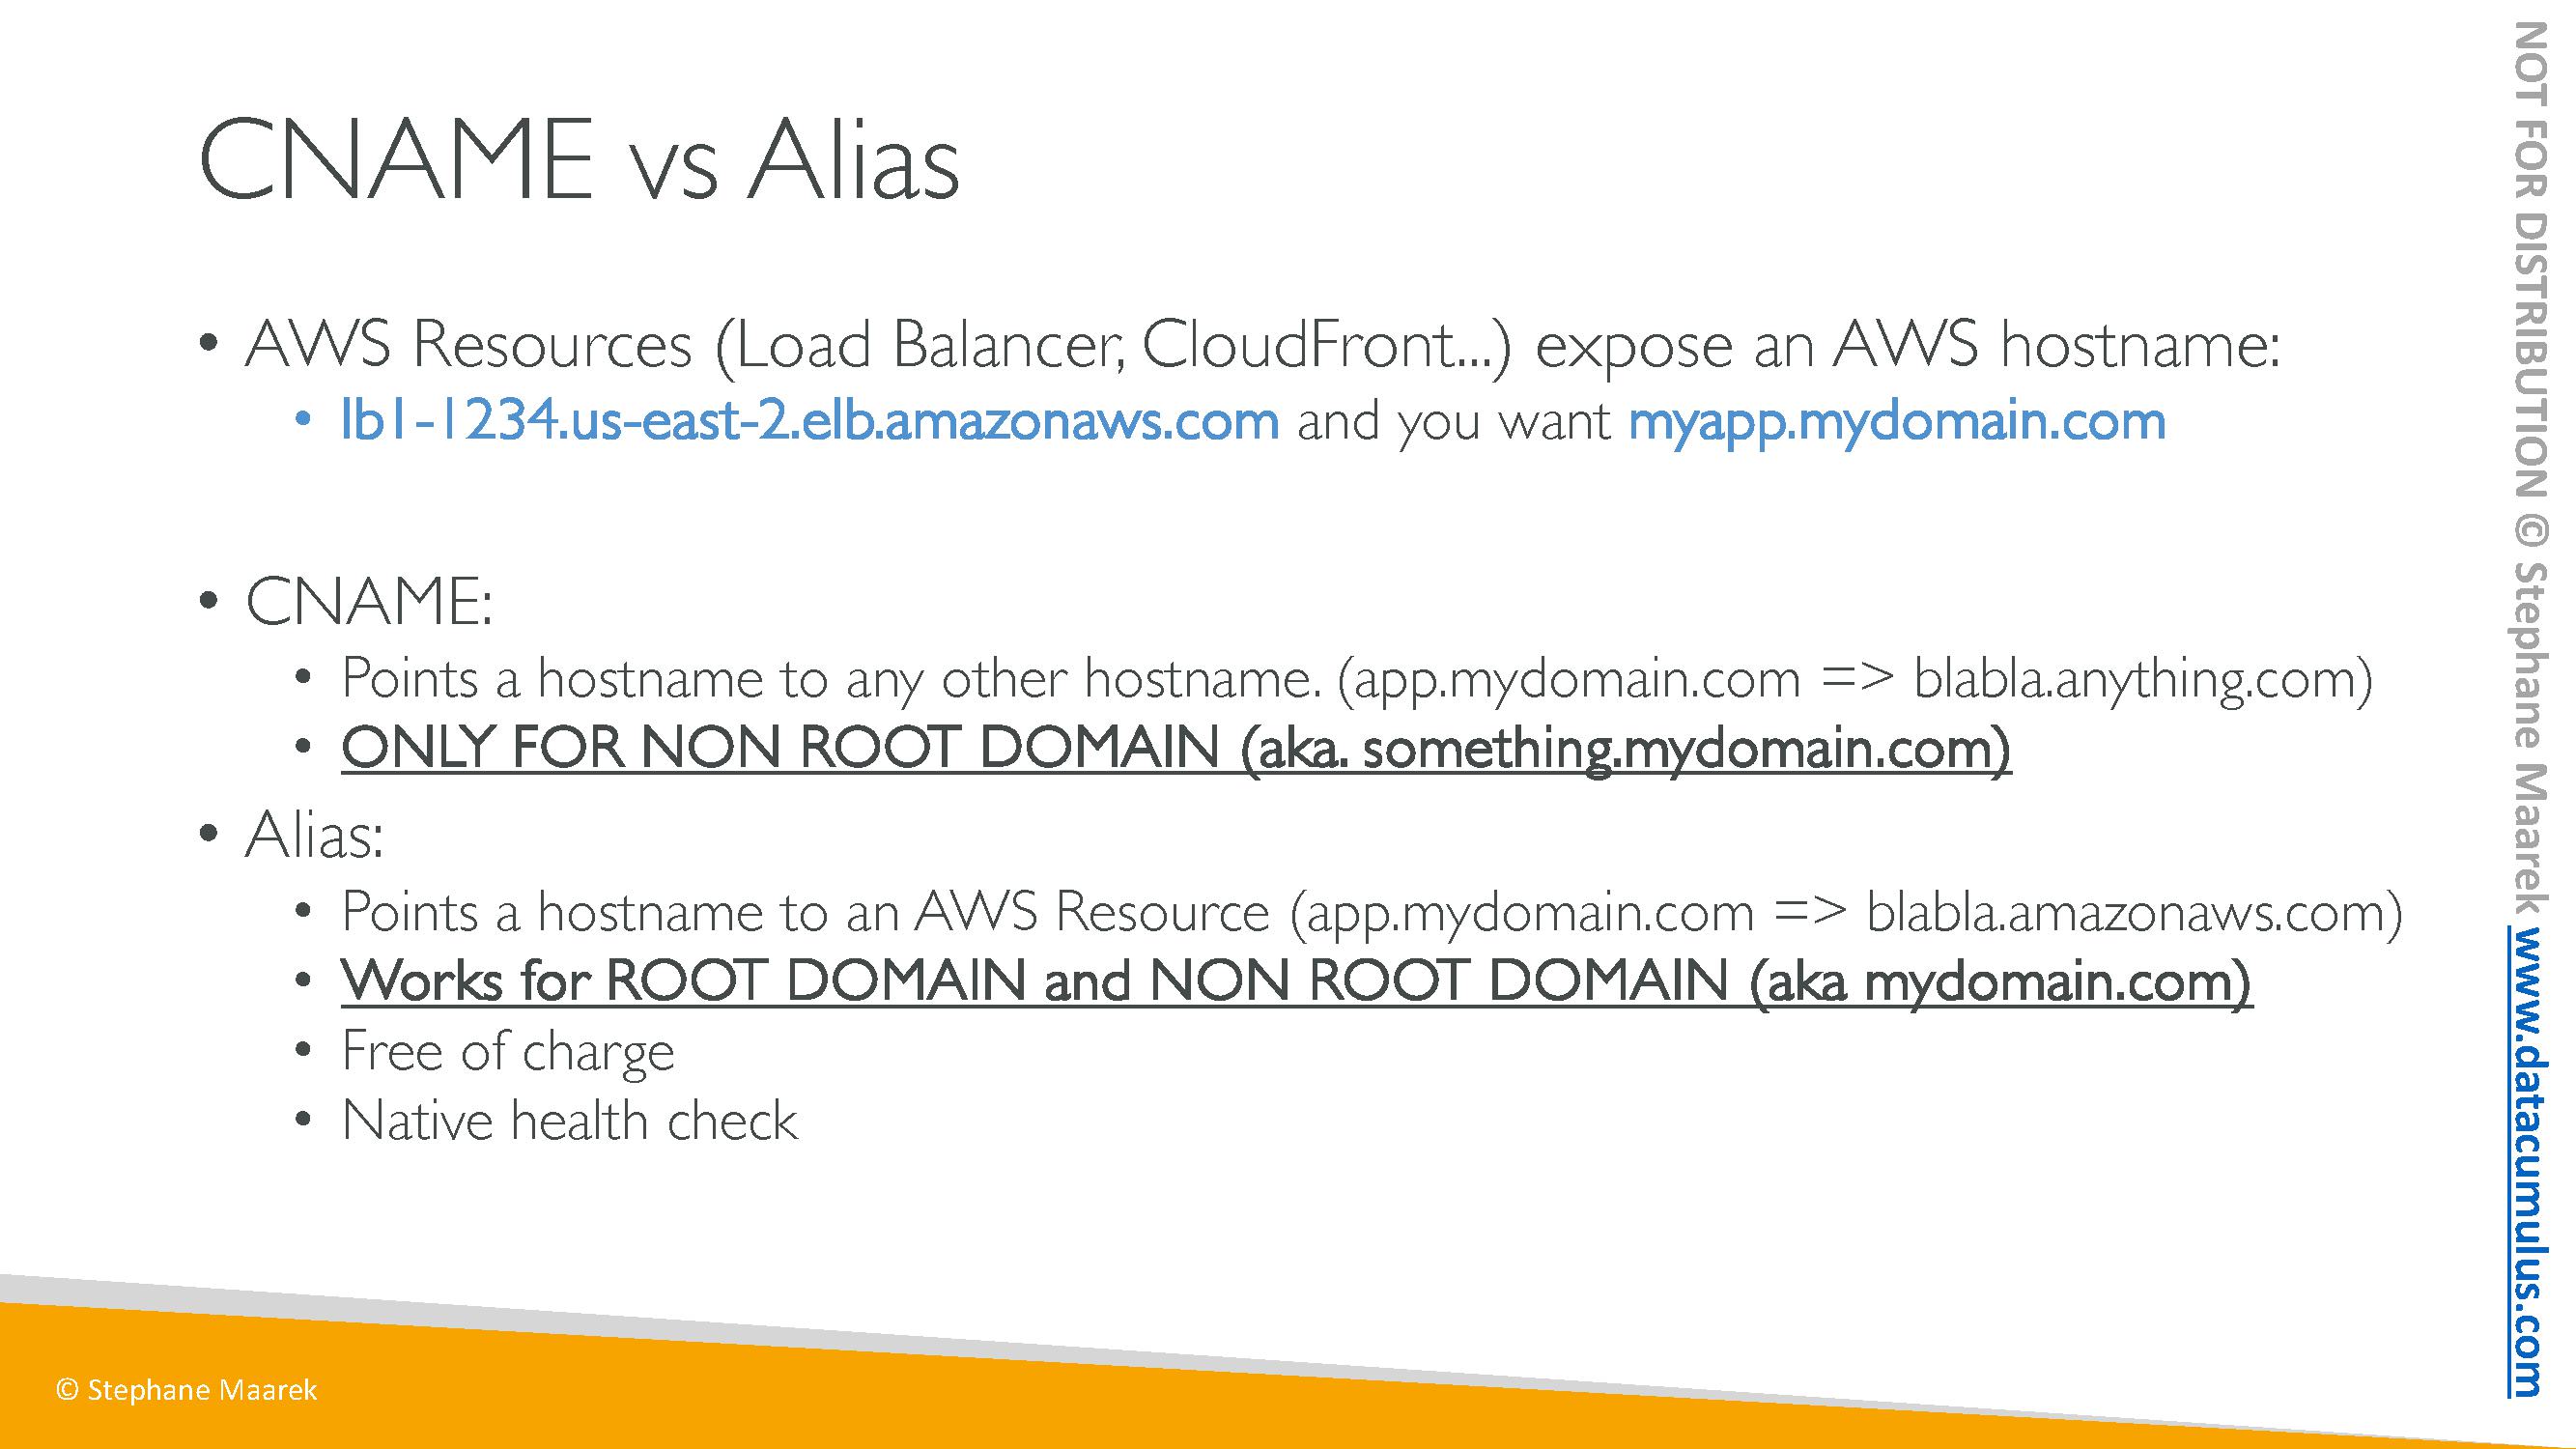 CNAME vs Alias
• AWS Resources (Load Balancer, CloudFront...) expose an AWS hostname:
• lb1-1234.us-east-2.elb.amazonaws.com and you want myapp.mydomain.com
• CNAME:
• Points a hostname to any other hostname. (app.mydomain.com => blabla.anything.com)
• ONLY FOR NON ROOT DOMAIN (aka. something.mydomain.com)
• Alias:
• Points a hostname to an AWS Resource (app.mydomain.com => blabla.amazonaws.com)
• Works for ROOT DOMAIN and NON ROOT DOMAIN (aka mydomain.com)
• Free of charge
• Native health check
© Stephane Maarek
NOT FOR DISTRIBUTION © Stephane Maarek www.datacumulus.com